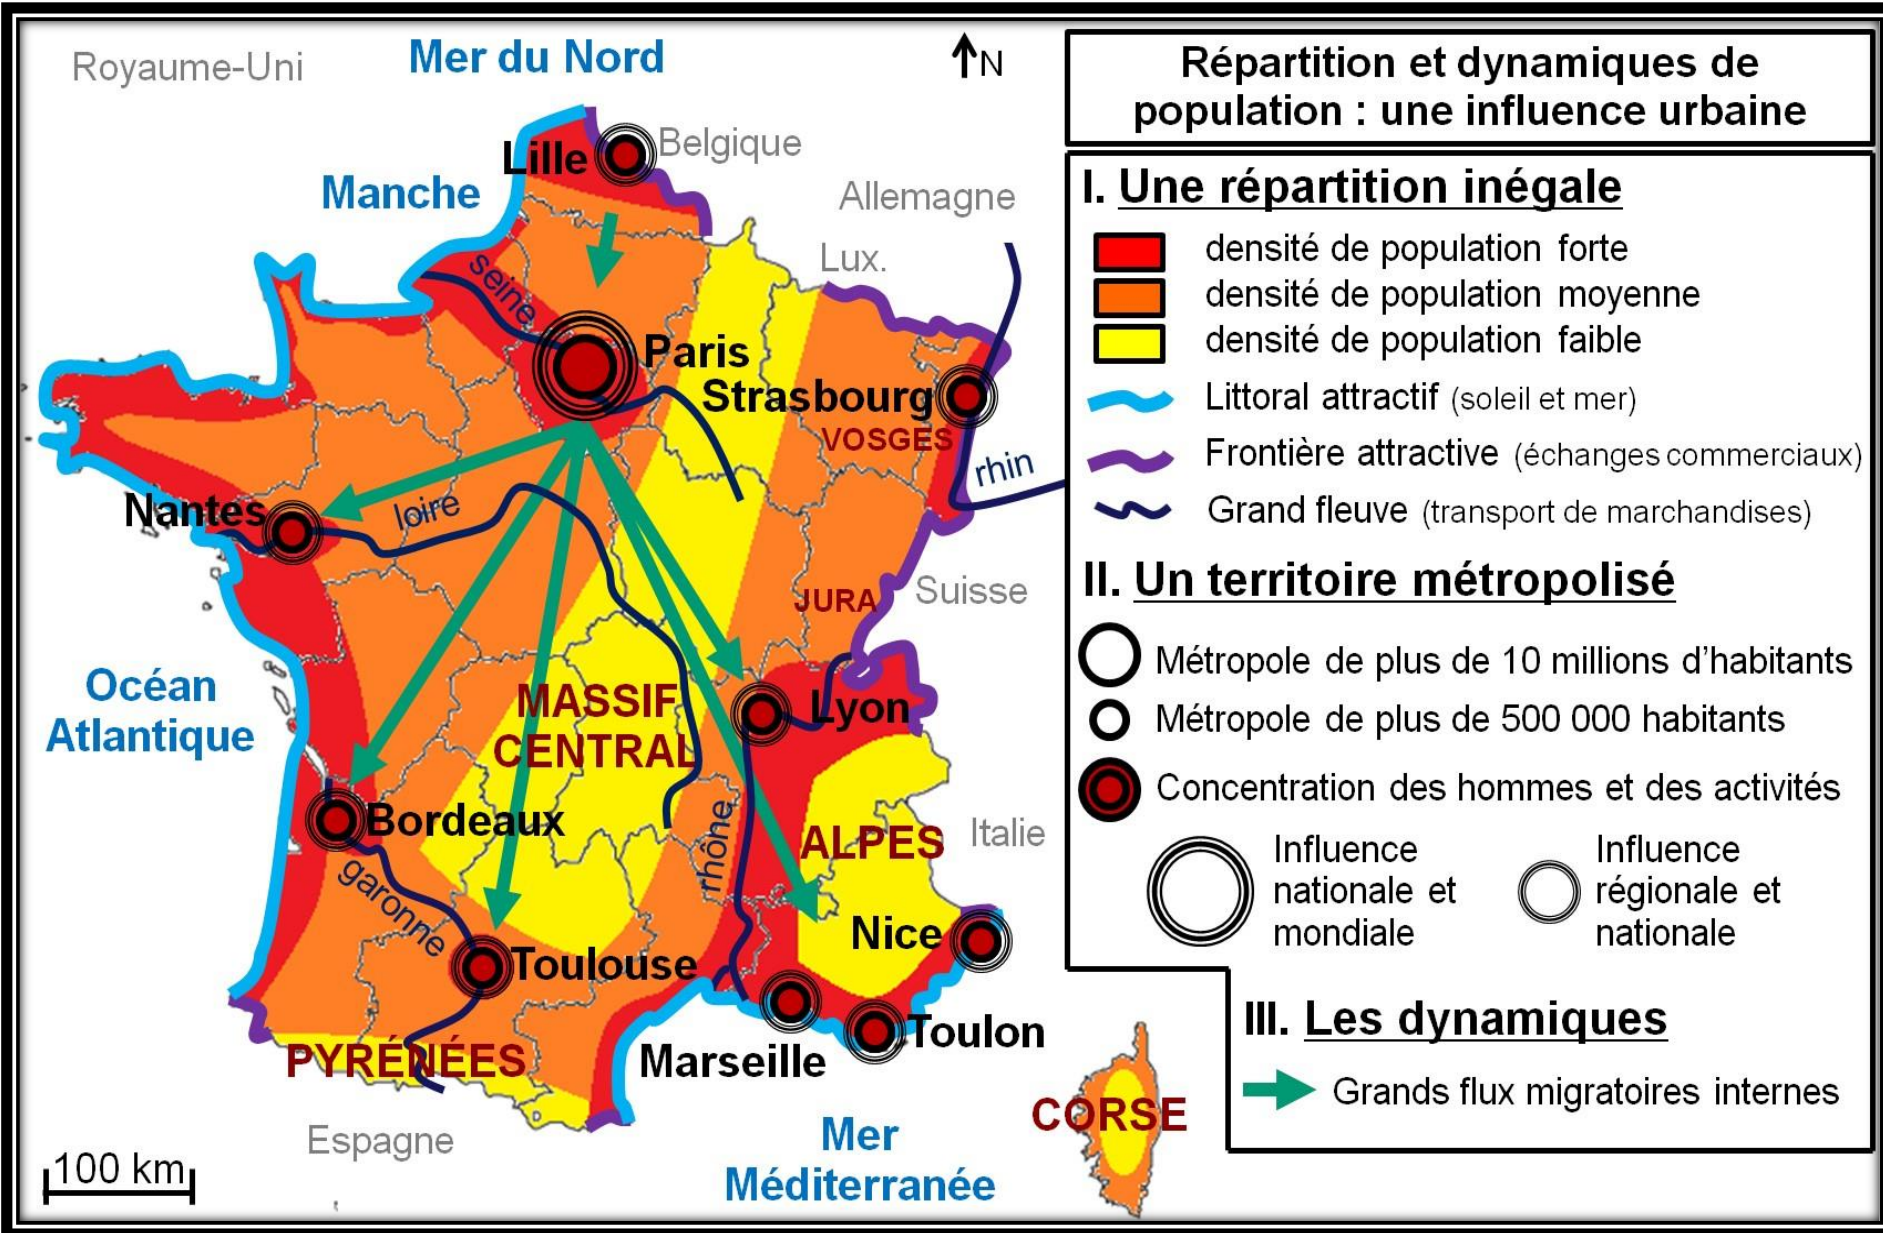 Royaume-Uni
Mer du Nord
N
Belgique
Lille
Manche
Allemagne
Lux.
seine
Paris
Strasbourg
VOSGES
rhin
Nantes
loire
JURA
Suisse
Océan
Atlantique
MASSIF
CENTRAL
Lyon
Bordeaux
rhône
ALPES
Italie
garonne
Nice
Toulouse
Toulon
PYRÉNÉES
Marseille
CORSE
Espagne
Mer
Méditerranée
100 km
Répartition et dynamiques de
population : une influence urbaine
I. Une répartition inégale
densité de population forte
densité de population moyenne
densité de population faible
Littoral attractif (soleil et mer)
Frontière attractive (échanges commerciaux)
Grand fleuve (transport de marchandises)
II. Un territoire métropolisé
Métropole de plus de 10 millions d’habitants
Métropole de plus de 500 000 habitants
Concentration des hommes et des activités
Influence
nationale et
mondiale
Influence
régionale et
nationale
III. Les dynamiques
Grands flux migratoires internes